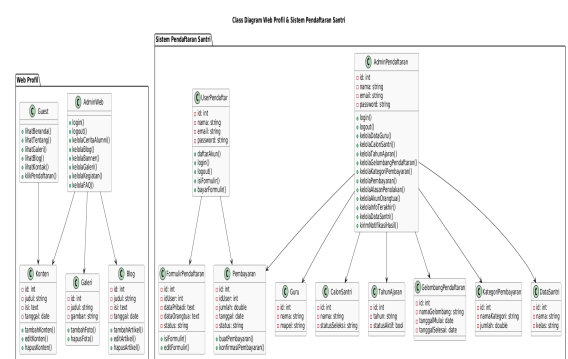 Class Diagram Web Profil & Sistem Pendaftaran Santri
Web Profil
C Guest
lihatBeranda()
lihatTentang()
lihatGaleri()
lihatBlog()
lihatKontak()
klikPendaftaran()
C AdminWeb
login()
logout()
kelolaCeritaAlumni()
kelolaBlog()
kelolaBanner()
kelolaGaleri()
kelolaKegiatan()
kelolaFAQ()
C Konten
id: int
judul: string
isi: text
tanggal: date
tambahKonten()
editKonten()
hapusKonten()
C Galeri
id: int
judul: string
gambar: string
tambahFoto()
hapusFoto()
C Blog
id: int
judul: string
isi: text
tanggal: date
tambahArtikel()
editArtikel()
hapusArtikel()
Sistem Pendaftaran Santri
C UserPendaftar
id: int
nama: string
email: string
password: string
daftarAkun()
login()
logout()
isiFormulir()
bayarFormulir()
C AdminPendaftaran
id: int
nama: string
email: string
password: string
login()
logout()
kelolaDataGuru()
kelolaCalonSantri()
kelolaTahunAjaran()
kelolaGelombangPendaftaran()
kelolaKategoriPembayaran()
kelolaPembayaran()
kelolaAlasanPenolakan()
kelolaAkunOrangtua()
kelolaInfoTerakhir()
kelolaDataSantri()
kirimNotifikasiHasil()
C FormulirPendaftaran
id: int
idUser: int
dataPribadi: text
dataOrangtua: text
status: string
isiFormulir()
editFormulir()
C Pembayaran
id: int
idUser: int
jumlah: double
tanggal: date
status: string
buatPembayaran()
konfirmasiPembayaran()
C Guru
id: int
nama: string
mapel: string
C CalonSantri
id: int
nama: string
statusSeleksi: string
C TahunAjaran
id: int
tahun: string
statusAktif: bool
C GelombangPendaftaran
id: int
namaGelombang: string
tanggalMulai: date
tanggalSelesai: date
C KategoriPembayaran
id: int
namaKategori: string
jumlah: double
C DataSantri
id: int
nama: string
kelas: string